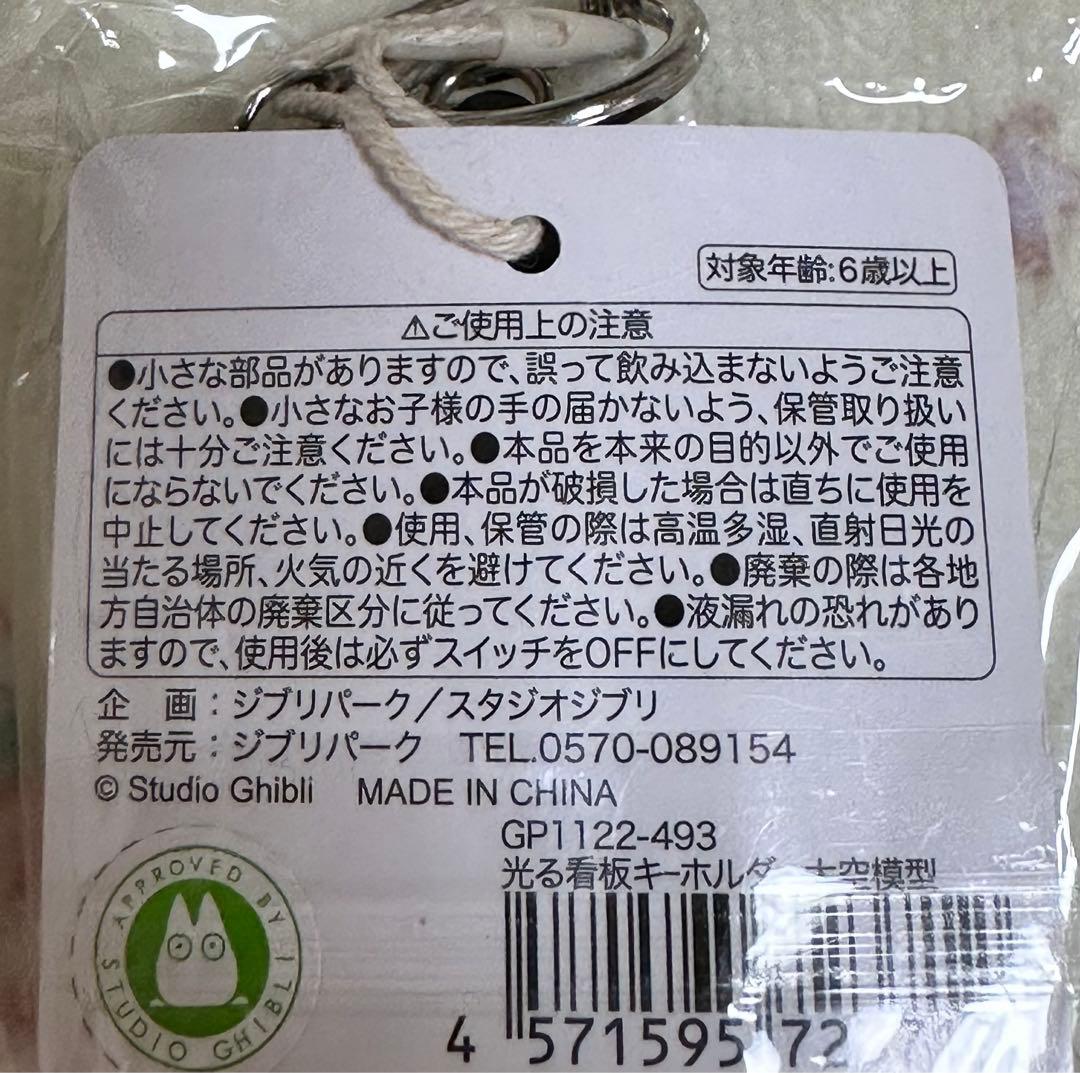 対象年齢:6歳以上
⚠ご使用上の注意
●小さな部品がありますので、誤って飲み込まないようご注意
ください。●小さなお子様の手の届かないよう、保管取り扱い
には十分ご注意ください。●本品を本来の目的以外でご使用
にならないでください。●本品が破損した場合は直ちに使用を
中止してください。●使用、保管の際は高温多湿、直射日光の
当たる場所、火気の近くを避けてください。●廃棄の際は各地
方自治体の廃棄区分に従ってください。●液漏れの恐れがあり
ますので、使用後は必ずスイッチをOFFにしてください。
企 画：ジブリパーク/スタジオジブリ
発売元：ジブリパーク TEL.0570-089154
© Studio Ghibli MADE IN CHINA
GP1122-493
光る看板キーホルダー 大空模型
APPROVED BY STUDIO GHIBLI
4 571595 72